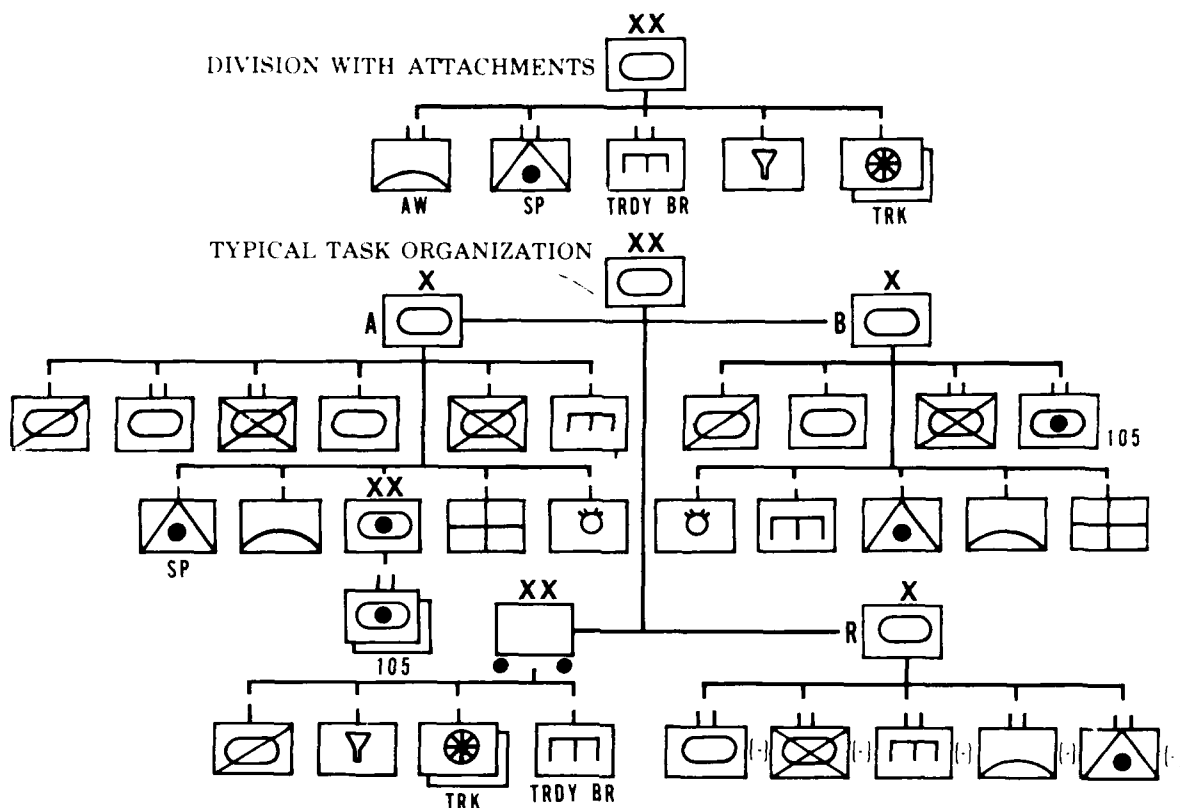 XX
DIVISION WITH ATTACHMENTS
AW SP TRDY BR TRK
XX
TYPICAL TASK ORGANIZATION
X X
A B
105
XX
SP
XX X
R
105
(-) (-) (-) (-) (-
TRK TRDY BR